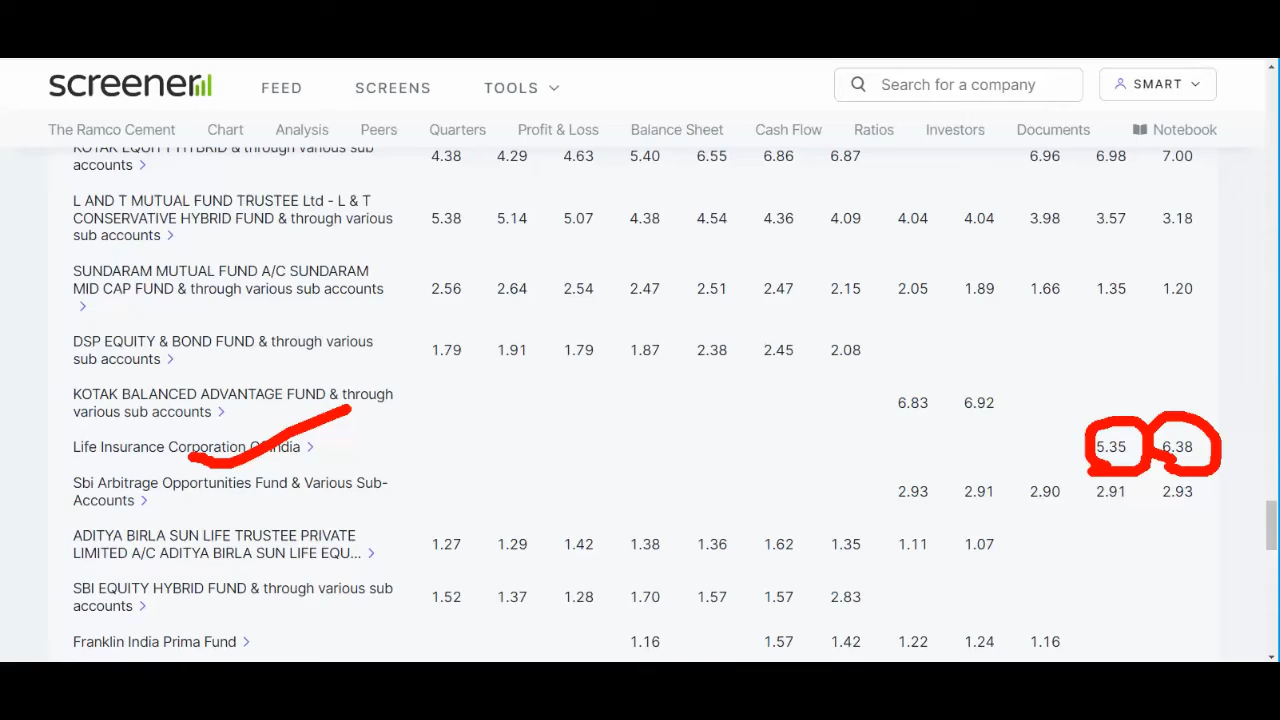 screener FEED SCREENS TOOLS Search for a company SMART
The Ramco Cement Chart Analysis Peers Quarters Profit & Loss Balance Sheet Cash Flow Ratios Investors Documents Notebook
KOTAK EQUITY HYBRID & through various sub
accounts 4.38 4.29 4.63 5.40 6.55 6.86 6.87 6.96 6.98 7.00
L AND T MUTUAL FUND TRUSTEE Ltd - L & T
CONSERVATIVE HYBRID FUND & through various 5.38 5.14 5.07 4.38 4.54 4.36 4.09 4.04 4.04 3.98 3.57 3.18
sub accounts
SUNDARAM MUTUAL FUND A/C SUNDARAM
MID CAP FUND & through various sub accounts 2.56 2.64 2.54 2.47 2.51 2.47 2.15 2.05 1.89 1.66 1.35 1.20
DSP EQUITY & BOND FUND & through various
sub accounts 1.79 1.91 1.79 1.87 2.38 2.45 2.08
KOTAK BALANCED ADVANTAGE FUND & through
various sub accounts 6.83 6.92
Life Insurance Corporation Of India 5.35 6.38
Sbi Arbitrage Opportunities Fund & Various Sub-
Accounts 2.93 2.91 2.90 2.91 2.93
ADITYA BIRLA SUN LIFE TRUSTEE PRIVATE
LIMITED A/C ADITYA BIRLA SUN LIFE EQU... 1.27 1.29 1.42 1.38 1.36 1.62 1.35 1.11 1.07
SBI EQUITY HYBRID FUND & through various sub
accounts 1.52 1.37 1.28 1.70 1.57 1.57 2.83
Franklin India Prima Fund 1.16 1.57 1.42 1.22 1.24 1.16